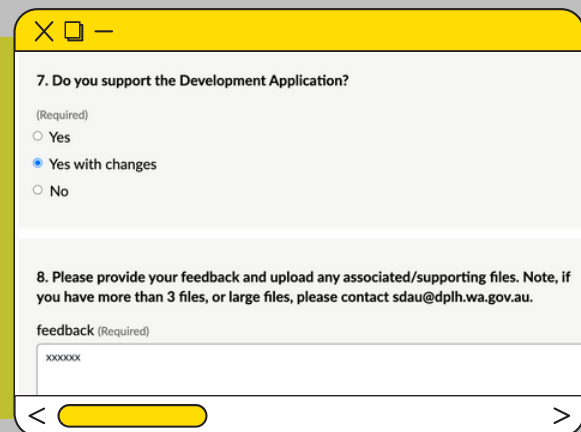 7. Do you support the Development Application?
(Required)
Yes
Yes with changes
No
8. Please provide your feedback and upload any associated/supporting files. Note, if
you have more than 3 files, or large files, please contact sdau@dplh.wa.gov.au.
feedback (Required)
xxxxxx